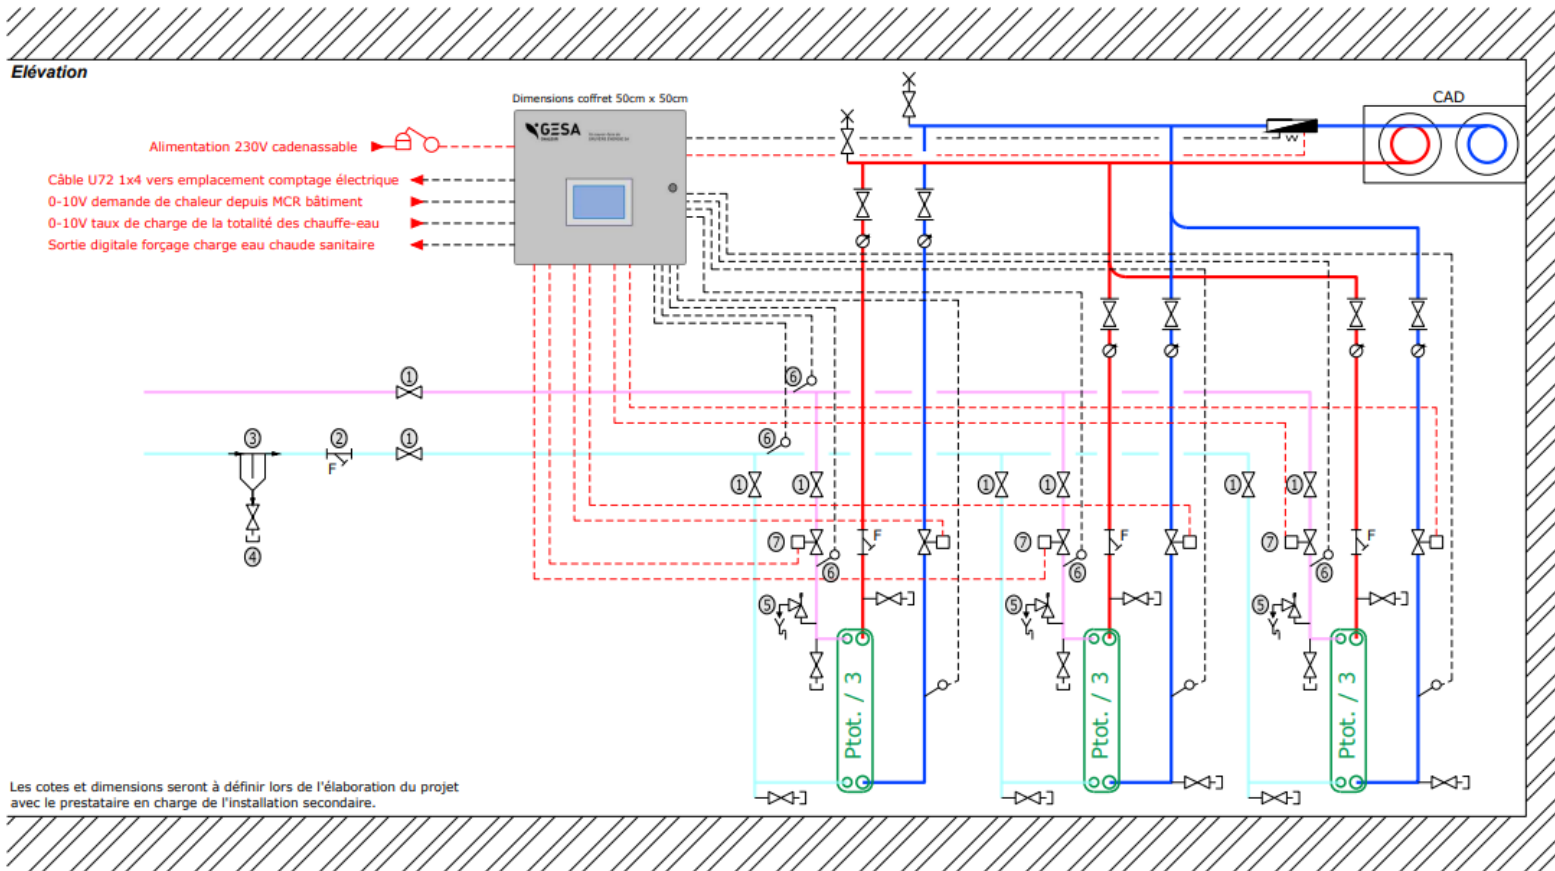 Elévation
Dimensions coffret 50cm x 50cm
CAD
GESA
Alimentation 230V cadenassable
W
Câble U72 1x4 vers emplacement comptage électrique
0-10V demande de chaleur depuis MCR bâtiment
0-10V taux de charge de la totalité des chauffe-eau
Sortie digitale forçage charge eau chaude sanitaire
1
6
3
2
1
6
F
1
1
1
1
1
1
4
7
F
7
F
7
F
6
6
6
5
5
5
Ptot. / 3
Ptot. / 3
Ptot. / 3
Les cotes et dimensions seront à définir lors de l'élaboration du projet
avec le prestataire en charge de l'installation secondaire.